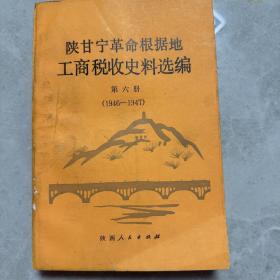 陕甘宁革命根据地
工商税收史料选编
第六册
(1946—1947)
陕西人民出版社